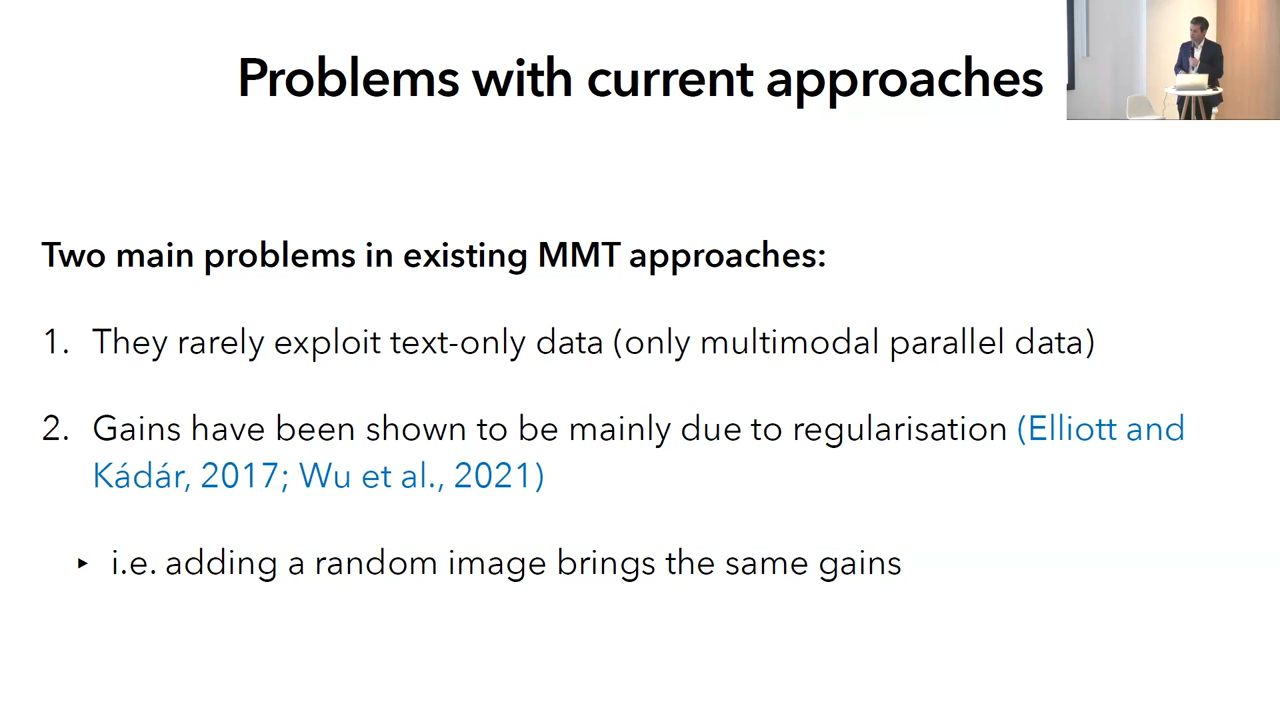 Problems with current approaches
Two main problems in existing MMT approaches:
1. They rarely exploit text-only data (only multimodal parallel data)
2. Gains have been shown to be mainly due to regularisation (Elliott and
Kádár, 2017; Wu et al., 2021)
‣ i.e. adding a random image brings the same gains